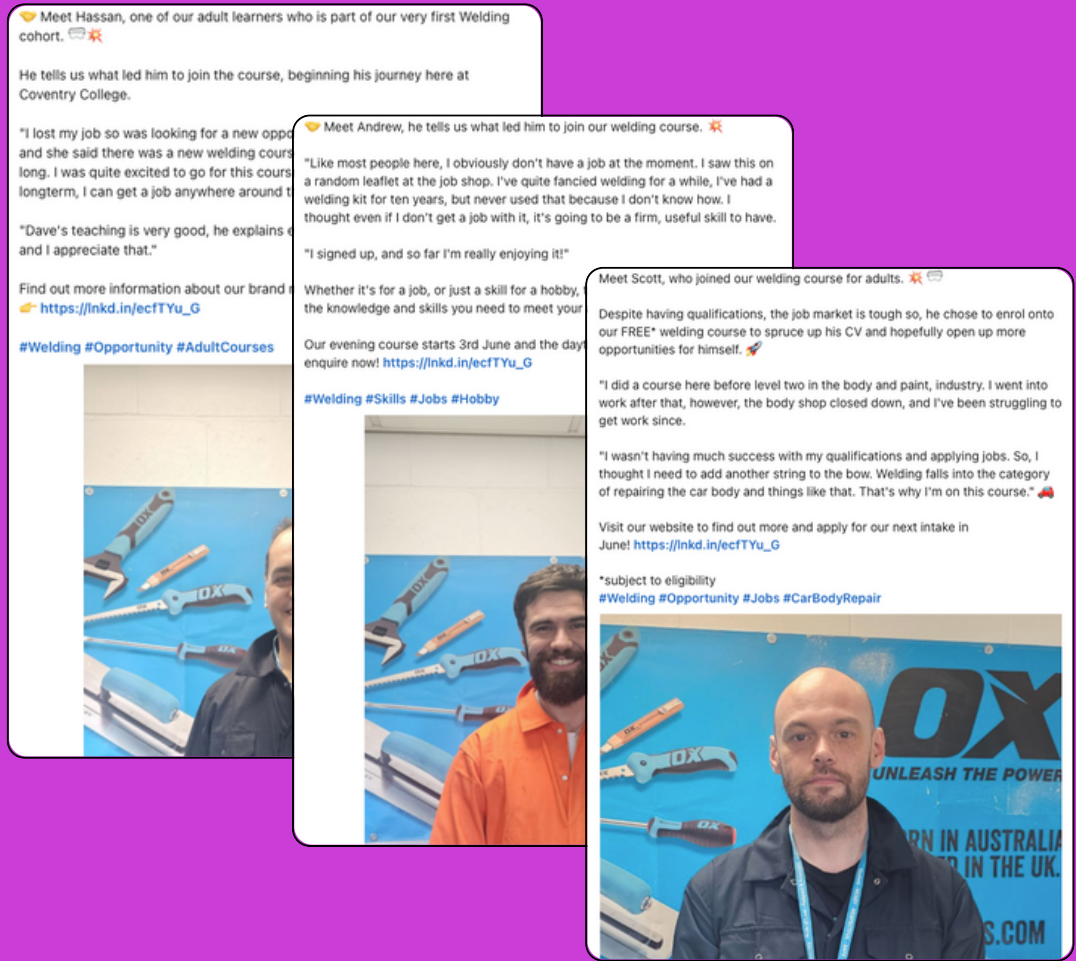 🤝 Meet Hassan, one of our adult learners who is part of our very first Welding
cohort. 🥽💥
He tells us what led him to join the course, beginning his journey here at
Coventry College.
"I lost my job so was looking for a new
and she said there was a new welding
long. I was quite excited to go for this
longterm, I can get a job anywhere around
"Dave's teaching is very good, he explains
and I appreciate that."
Find out more information about our brand
👉 https://lnkd.in/ecfTYu_G
#Welding #Opportunity #AdultCourses
🤝 Meet Andrew, he tells us what led him to join our welding course. 💥
"Like most people here, I obviously don't have a job at the moment. I saw this on
a random leaflet at the job shop. I've quite fancied welding for a while, I've had a
welding kit for ten years, but never used that because I don't know how. I
thought even if I don't get a job with it, it's going to be a firm, useful skill to have.
"I signed up, and so far I'm really enjoying it!"
Whether it's for a job, or just a skill for a hobby,
the knowledge and skills you need to meet your
Our evening course starts 3rd June and the
enquire now! https://lnkd.in/ecfTYu_G
#Welding #Skills #Jobs #Hobby
Meet Scott, who joined our welding course for adults. 💥🥽
Despite having qualifications, the job market is tough so, he chose to enrol onto
our FREE* welding course to spruce up his CV and hopefully open up more
opportunities for himself. 🚀
"I did a course here before level two in the body and paint, industry. I went into
work after that, however, the body shop closed down, and I've been struggling to
get work since.
"I wasn't having much success with my qualifications and applying jobs. So, I
thought I need to add another string to the bow. Welding falls into the category
of repairing the car body and things like that. That's why I'm on this course." 🚗
Visit our website to find out more and apply for our next intake in
June! https://lnkd.in/ecfTYu_G
*subject to eligibility
#Welding #Opportunity #Jobs #CarBodyRepair
OX
OX
OX
OX
OX
OX
OX
UNLEASH THE POWER
IN AUSTRALIA
IN THE UK.
S.COM